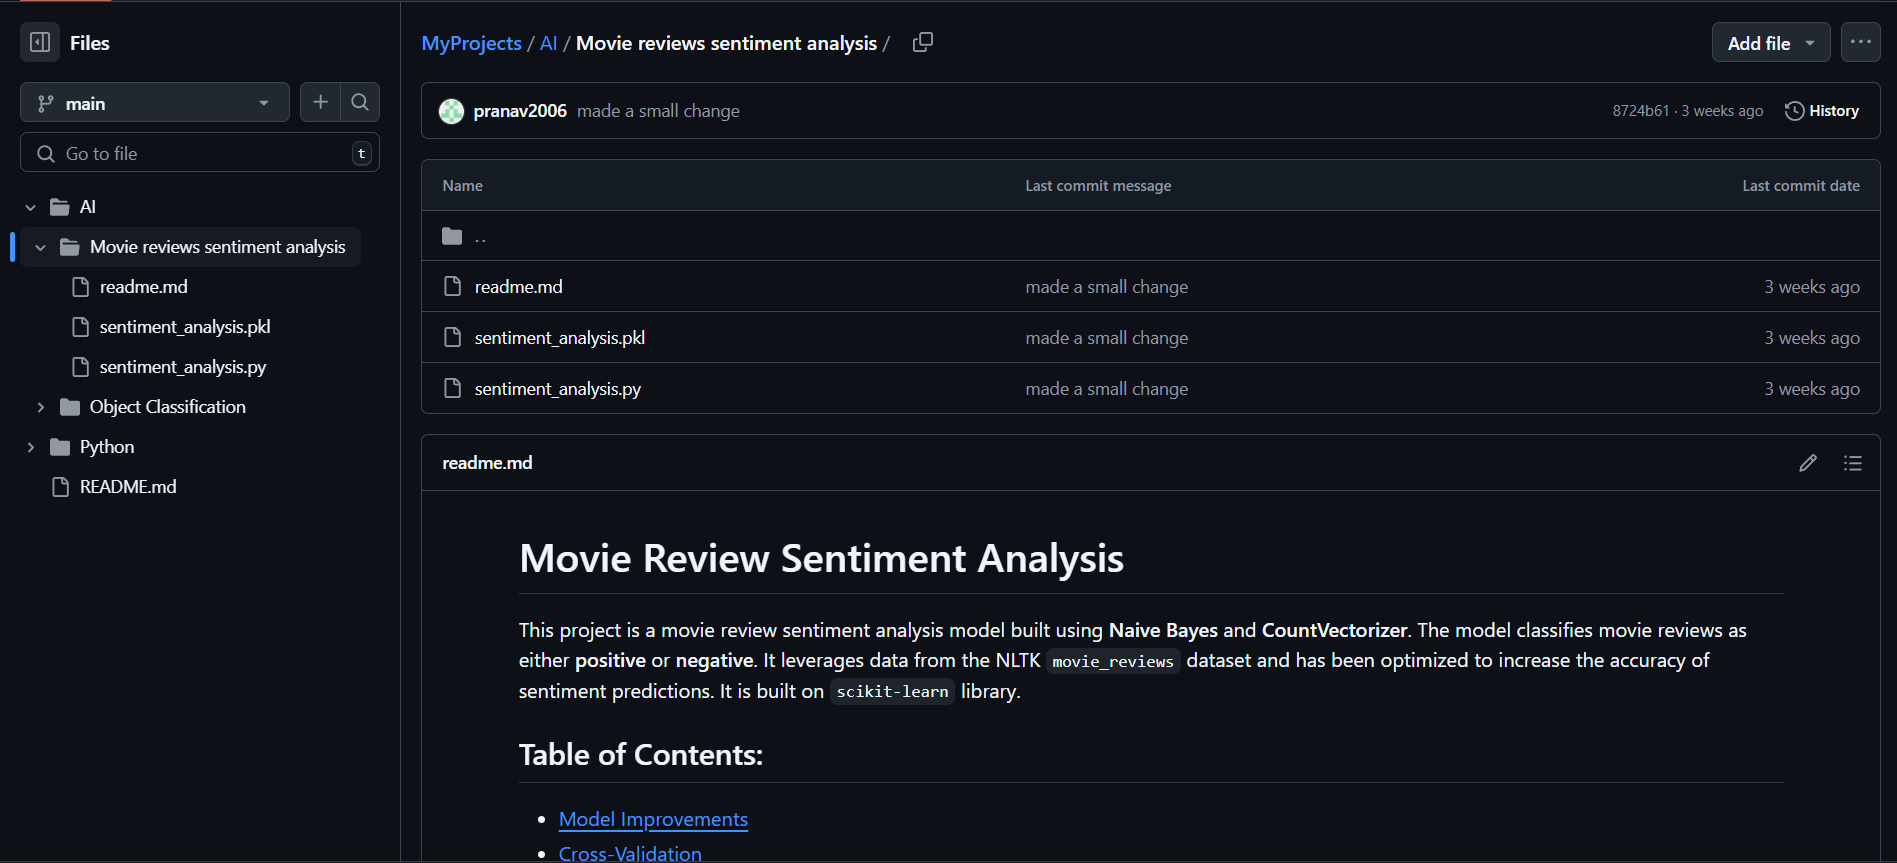 Files
main
Go to file
t
AI
Movie reviews sentiment analysis
readme.md
sentiment_analysis.pkl
sentiment_analysis.py
Object Classification
Python
README.md
MyProjects / AI / Movie reviews sentiment analysis /
Add file
pranav2006 made a small change
8724b61 · 3 weeks ago
History
Name Last commit message Last commit date
..
readme.md made a small change 3 weeks ago
sentiment_analysis.pkl made a small change 3 weeks ago
sentiment_analysis.py made a small change 3 weeks ago
readme.md
Movie Review Sentiment Analysis
This project is a movie review sentiment analysis model built using Naive Bayes and CountVectorizer. The model classifies movie reviews as
either positive or negative. It leverages data from the NLTK movie_reviews dataset and has been optimized to increase the accuracy of
sentiment predictions. It is built on scikit-learn library.
Table of Contents:
• Model Improvements
• Cross-Validation